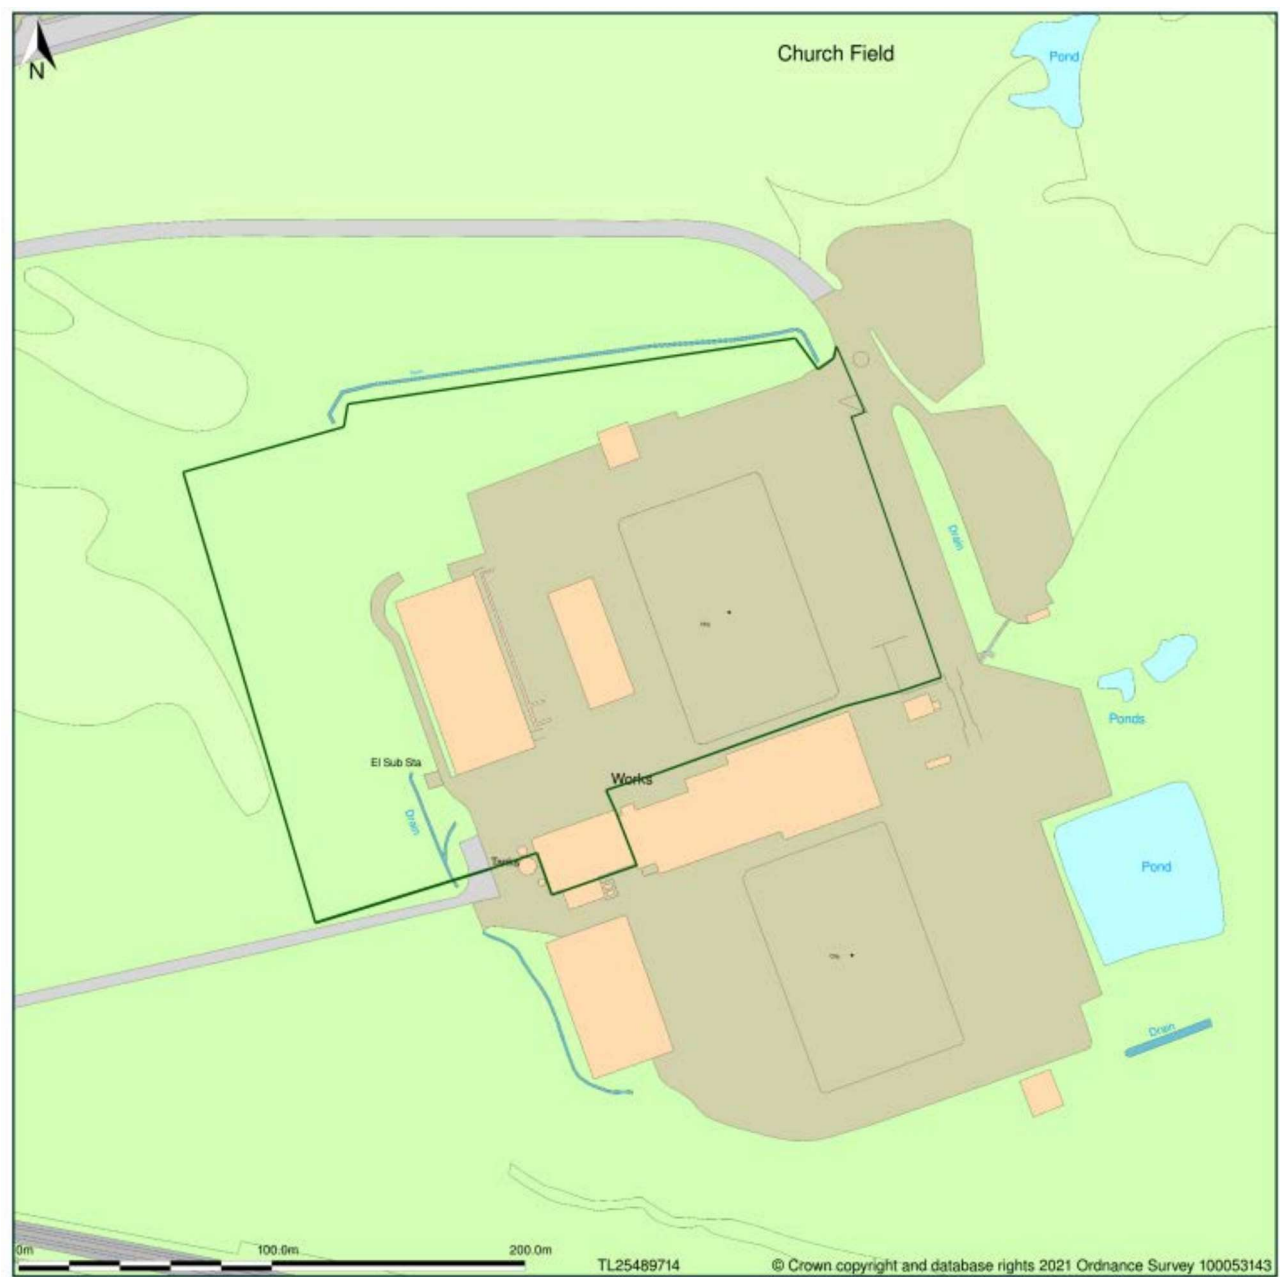 Church Field
Pond
N
Drain
Ponds
El Sub Sta
Works
Drain
Tanks
Pond
Drain
0m
100.0m
200.0m
TL25489714
© Crown copyright and database rights 2021 Ordnance Survey 100053143